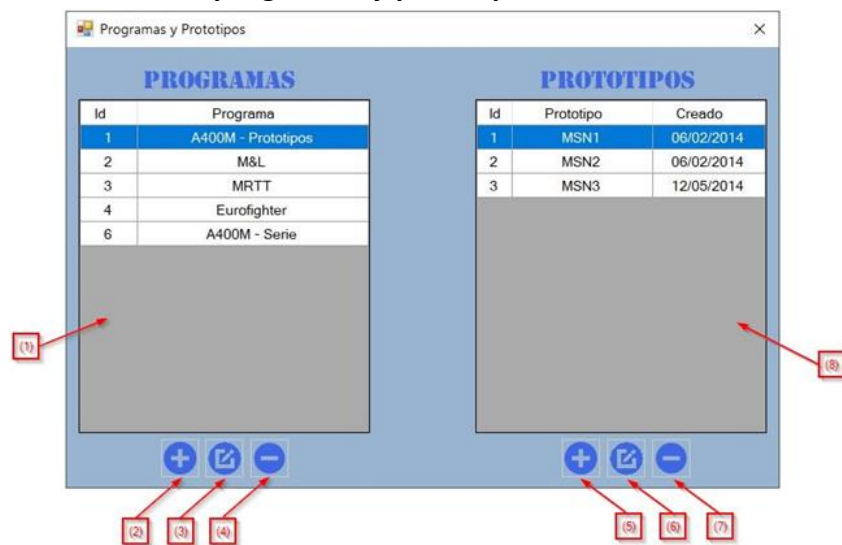 Programas y Prototipos
PROGRAMAS
Id Programa
1 A400M - Prototipos
2 M&L
3 MRTT
4 Eurofighter
6 A400M - Serie
PROTOTIPOS
Id Prototipo Creado
1 MSN1 06/02/2014
2 MSN2 06/02/2014
3 MSN3 12/05/2014
(1)
(8)
(2) (3) (4) (5) (6) (7)